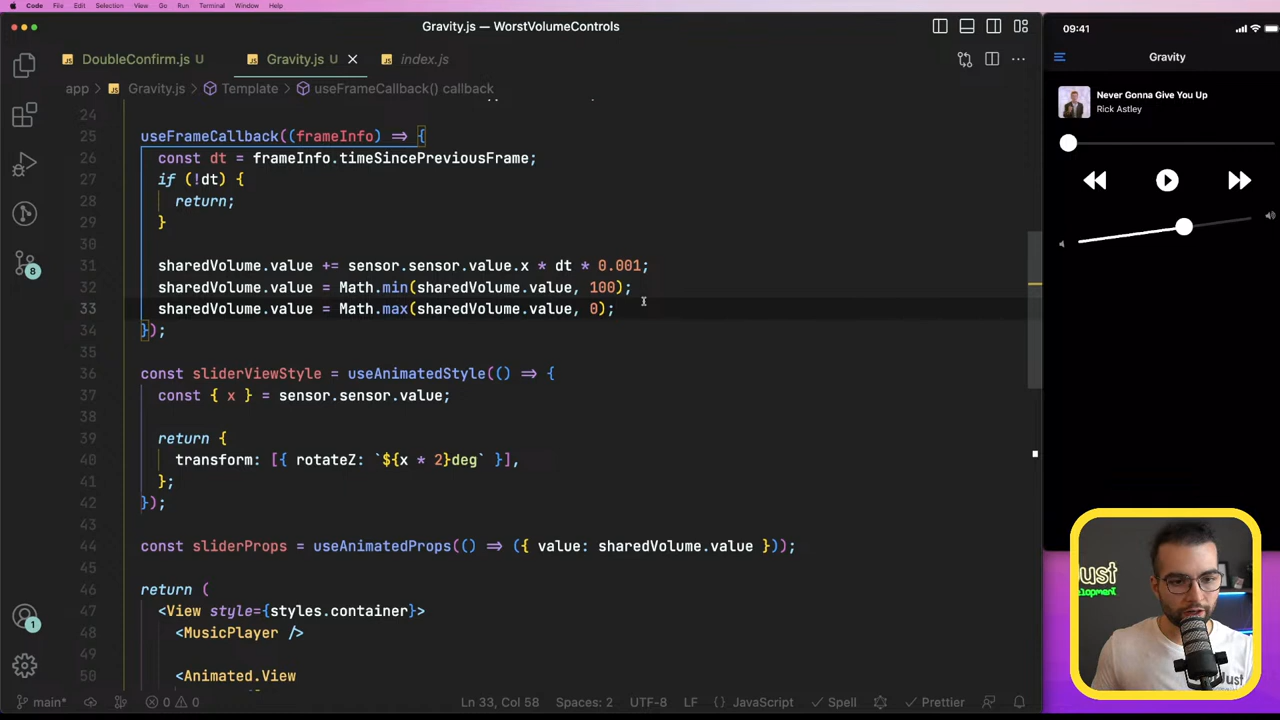 Code File Edit Selection View Go Run Terminal Window Help
Gravity.js — WorstVolumeControls
DoubleConfirm.js U
Gravity.js U
index.js
app > Gravity.js > Template > useFrameCallback() callback
24
25 useFrameCallback((frameInfo) => {
26 const dt = frameInfo.timeSincePreviousFrame;
27 if (!dt) {
28 return;
29 }
30
31 sharedVolume.value += sensor.sensor.value.x * dt * 0.001;
32 sharedVolume.value = Math.min(sharedVolume.value, 100);
33 sharedVolume.value = Math.max(sharedVolume.value, 0);
34 });
35
36 const sliderViewStyle = useAnimatedStyle(() => {
37 const { x } = sensor.sensor.value;
38
39 return {
40 transform: [{ rotateZ: `${x * 2}deg` }],
41 };
42 });
43
44 const sliderProps = useAnimatedProps(() => ({ value: sharedVolume.value }));
45
46 return (
47 <View style={styles.container}>
48 <MusicPlayer />
49
50 <Animated.View
8
1
main*
0 0
Ln 33, Col 58
Spaces: 2
UTF-8
LF
{} JavaScript
Spell
Prettier
09:41
Gravity
Never Gonna Give You Up
Rick Astley